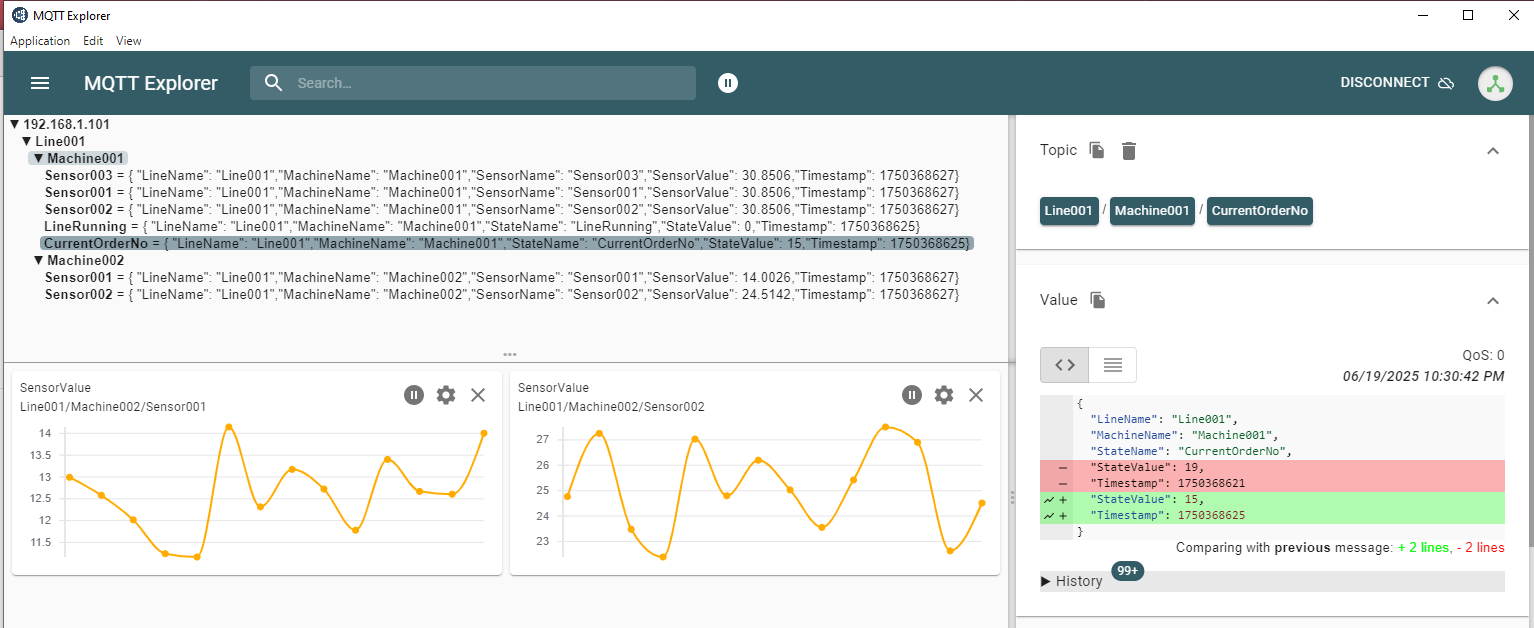 MQTT Explorer
Application Edit View
MQTT Explorer Search... DISCONNECT
▼ 192.168.1.101
▼ Line001
▼ Machine001
Sensor003 = { "LineName": "Line001","MachineName": "Machine001","SensorName": "Sensor003","SensorValue": 30.8506,"Timestamp": 1750368627}
Sensor001 = { "LineName": "Line001","MachineName": "Machine001","SensorName": "Sensor001","SensorValue": 30.8506,"Timestamp": 1750368627}
Sensor002 = { "LineName": "Line001","MachineName": "Machine001","SensorName": "Sensor002","SensorValue": 30.8506,"Timestamp": 1750368627}
LineRunning = { "LineName": "Line001","MachineName": "Machine001","StateName": "LineRunning","StateValue": 0,"Timestamp": 1750368625}
CurrentOrderNo = { "LineName": "Line001","MachineName": "Machine001","StateName": "CurrentOrderNo","StateValue": 15,"Timestamp": 1750368625}
▼ Machine002
Sensor001 = { "LineName": "Line001","MachineName": "Machine002","SensorName": "Sensor001","SensorValue": 14.0026,"Timestamp": 1750368627}
Sensor002 = { "LineName": "Line001","MachineName": "Machine002","SensorName": "Sensor002","SensorValue": 24.5142,"Timestamp": 1750368627}
SensorValue
Line001/Machine002/Sensor001
14
13.5
13
12.5
12
11.5
SensorValue
Line001/Machine002/Sensor002
27
26
25
24
23
Topic
Line001 / Machine001 / CurrentOrderNo
Value
QoS: 0
06/19/2025 10:30:42 PM
{
"LineName": "Line001",
"MachineName": "Machine001",
"StateName": "CurrentOrderNo",
- "StateValue": 19,
- "Timestamp": 1750368621
+ "StateValue": 15,
+ "Timestamp": 1750368625
}
Comparing with previous message: + 2 lines, - 2 lines
▶ History 99+